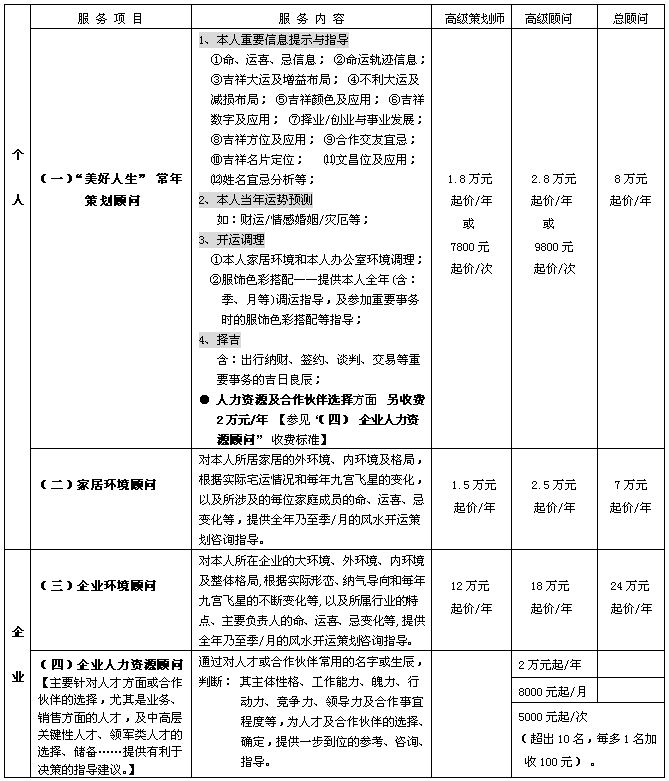 服务项目 服务内容 高级策划师 高级顾问 总顾问
个
人
（一）“美好人生” 常年
策划顾问
1、本人重要信息提示与指导
①命、运喜、忌信息； ②命运轨迹信息；
③吉祥大运及增益布局； ④不利大运及
减损布局； ⑤吉祥颜色及应用； ⑥吉祥
数字及应用； ⑦择业/创业与事业发展；
⑧吉祥方位及应用； ⑨合作交友宜忌；
⑩吉祥名片定位； ⑾文昌位及应用；
⑿姓名宜忌分析等；
2、本人当年运势预测
如：财运/情感婚姻/灾厄等；
3、开运调理
①本人家居环境和本人办公室环境调理；
②服饰色彩搭配——提供本人全年(含：
季、月等)调运指导，及参加重要事务
时的服饰色彩搭配等指导；
4、择吉
含：出行纳财、签约、谈判、交易等重
要事务的吉日良辰；
● 人力资源及合作伙伴选择方面 另收费
2万元/年 【参见“（四） 企业人力资
源顾问” 收费标准】
1.8万元
起价/年
或
7800元
起价/次
2.8万元
起价/年
或
9800元
起价/次
8万元
起价/年
（二）家居环境顾问
对本人所居家居的外环境、内环境及格局，
根据实际宅运情况和每年九宫飞星的变化，
以及所涉及的每位家庭成员的命、运喜、忌
变化等，提供全年乃至季/月的风水开运策
划咨询指导。
1.5万元
起价/年
2.5万元
起价/年
7万元
起价/年
企
业
（三）企业环境顾问
对本人所在企业的大环境、外环境、内环境
及整体格局,根据实际形峦、纳气导向和每年
九宫飞星的不断变化等,以及所属行业的特
点、主要负责人的命、运喜、忌变化等,提供
全年乃至季/月的风水开运策划咨询指导。
12万元
起价/年
18万元
起价/年
24万元
起价/年
（四）企业人力资源顾问
【主要针对人才方面或合作
伙伴的选择，尤其是业务、
销售方面的人才，及中高层
关键性人才、领军类人才的
选择、储备……提供有利于
决策的指导建议。】
通过对人才或合作伙伴常用的名字或生辰，
判断： 其主体性格、工作能力、魄力、行
动力、竞争力、领导力及合作事宜
程度等，为人才及合作伙伴的选择、
确定，提供一步到位的参考、咨询、
指导。
2万元起/年
8000元起/月
5000元起/次
（超出10名，每多1名加
收100元）。